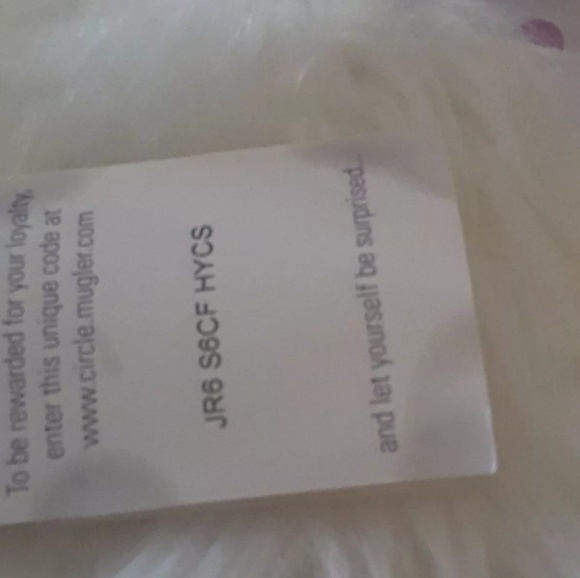 To be rewarded for your loyalty,
enter this unique code at
www.circle.mugler.com
JR6 S6CF HYCS
and let yourself be surprised...